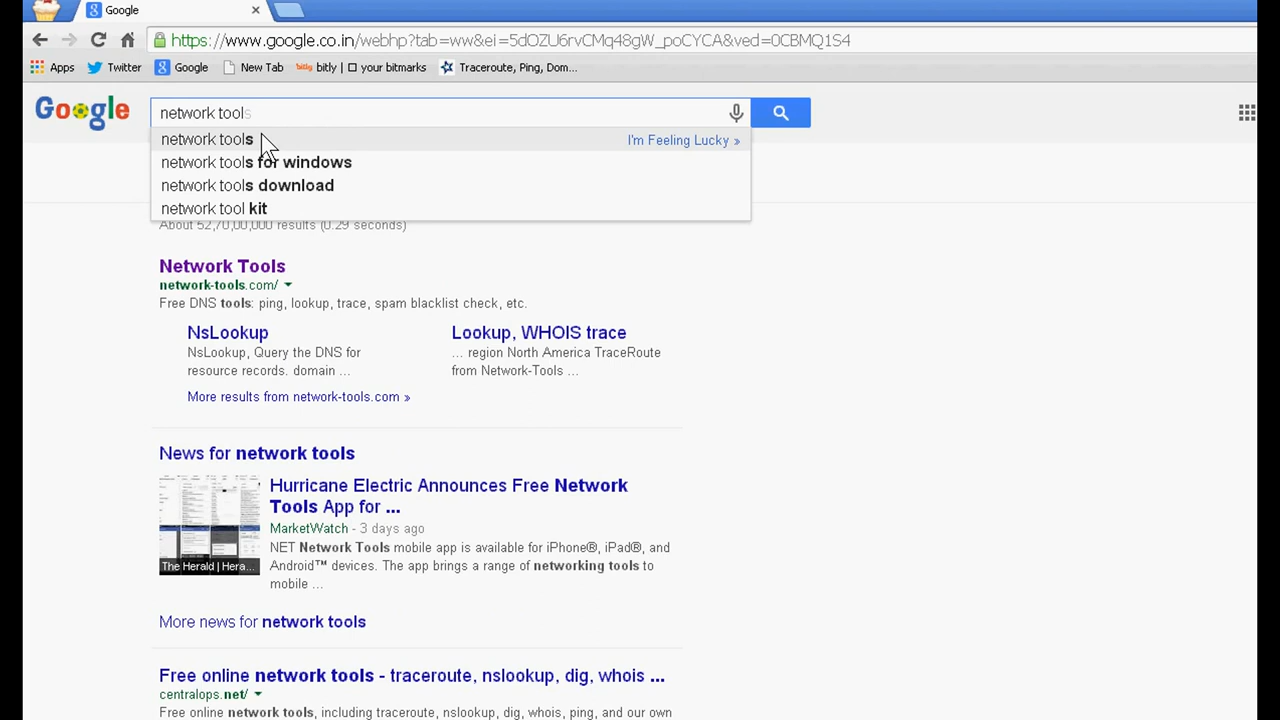 Google
https://www.google.co.in/webhp?tab=ww&ei=5dOZU6rvCMq48gW_poCYCA&ved=0CBMQ1S4
Apps Twitter Google New Tab bitly bitly | □ your bitmarks Traceroute, Ping, Dom...
Google network tools
network tools I'm Feeling Lucky »
network tools for windows
network tools download
network tool kit
About 52,70,00,000 results (0.29 seconds)
Network Tools
network-tools.com/
Free DNS tools: ping, lookup, trace, spam blacklist check, etc.
NsLookup Lookup, WHOIS trace
NsLookup, Query the DNS for ... region North America TraceRoute
resource records. domain ... from Network-Tools ...
More results from network-tools.com »
News for network tools
Hurricane Electric Announces Free Network
Tools App for ...
MarketWatch - 3 days ago
NET Network Tools mobile app is available for iPhone®, iPad®, and
Android™ devices. The app brings a range of networking tools to
The Herald | Hera... mobile ...
More news for network tools
Free online network tools - traceroute, nslookup, dig, whois ...
centralops.net/
Free online network tools, including traceroute, nslookup, dig, whois, ping, and our own